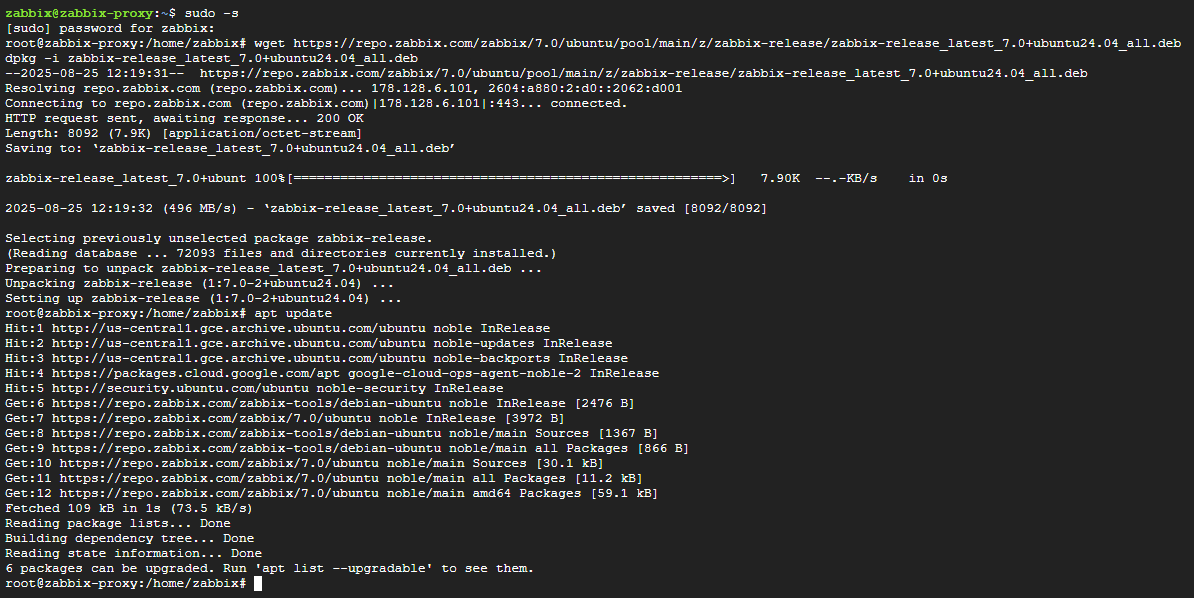 zabbix@zabbix-proxy:~$ sudo -s
[sudo] password for zabbix:
root@zabbix-proxy:/home/zabbix# wget https://repo.zabbix.com/zabbix/7.0/ubuntu/pool/main/z/zabbix-release/zabbix-release_latest_7.0+ubuntu24.04_all.deb
dpkg -i zabbix-release_latest_7.0+ubuntu24.04_all.deb
--2025-08-25 12:19:31--  https://repo.zabbix.com/zabbix/7.0/ubuntu/pool/main/z/zabbix-release/zabbix-release_latest_7.0+ubuntu24.04_all.deb
Resolving repo.zabbix.com (repo.zabbix.com)... 178.128.6.101, 2604:a880:2:d0::2062:d001
Connecting to repo.zabbix.com (repo.zabbix.com)|178.128.6.101|:443... connected.
HTTP request sent, awaiting response... 200 OK
Length: 8092 (7.9K) [application/octet-stream]
Saving to: ‘zabbix-release_latest_7.0+ubuntu24.04_all.deb’
zabbix-release_latest_7.0+ubunt 100%[=======================================================>]   7.90K  --.-KB/s    in 0s
2025-08-25 12:19:32 (496 MB/s) - ‘zabbix-release_latest_7.0+ubuntu24.04_all.deb’ saved [8092/8092]
Selecting previously unselected package zabbix-release.
(Reading database ... 72093 files and directories currently installed.)
Preparing to unpack zabbix-release_latest_7.0+ubuntu24.04_all.deb ...
Unpacking zabbix-release (1:7.0-2+ubuntu24.04) ...
Setting up zabbix-release (1:7.0-2+ubuntu24.04) ...
root@zabbix-proxy:/home/zabbix# apt update
Hit:1 http://us-central1.gce.archive.ubuntu.com/ubuntu noble InRelease
Hit:2 http://us-central1.gce.archive.ubuntu.com/ubuntu noble-updates InRelease
Hit:3 http://us-central1.gce.archive.ubuntu.com/ubuntu noble-backports InRelease
Hit:4 https://packages.cloud.google.com/apt google-cloud-ops-agent-noble-2 InRelease
Hit:5 http://security.ubuntu.com/ubuntu noble-security InRelease
Get:6 https://repo.zabbix.com/zabbix-tools/debian-ubuntu noble InRelease [2476 B]
Get:7 https://repo.zabbix.com/zabbix/7.0/ubuntu noble InRelease [3972 B]
Get:8 https://repo.zabbix.com/zabbix-tools/debian-ubuntu noble/main Sources [1367 B]
Get:9 https://repo.zabbix.com/zabbix-tools/debian-ubuntu noble/main all Packages [866 B]
Get:10 https://repo.zabbix.com/zabbix/7.0/ubuntu noble/main Sources [30.1 kB]
Get:11 https://repo.zabbix.com/zabbix/7.0/ubuntu noble/main all Packages [11.2 kB]
Get:12 https://repo.zabbix.com/zabbix/7.0/ubuntu noble/main amd64 Packages [59.1 kB]
Fetched 109 kB in 1s (73.5 kB/s)
Reading package lists... Done
Building dependency tree... Done
Reading state information... Done
6 packages can be upgraded. Run 'apt list --upgradable' to see them.
root@zabbix-proxy:/home/zabbix#